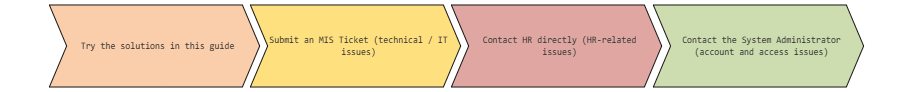 Try the solutions in this guide
Submit an MIS Ticket (technical / IT
issues)
Contact HR directly (HR-related
issues)
Contact the System Administrator
(account and access issues)